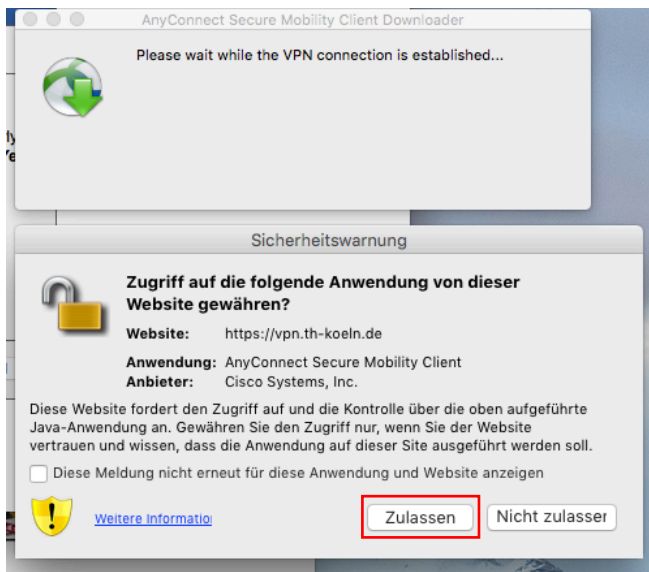 AnyConnect Secure Mobility Client Downloader
Please wait while the VPN connection is established...
Sicherheitswarnung
Zugriff auf die folgende Anwendung von dieser
Website gewähren?
Website: https://vpn.th-koeln.de
Anwendung: AnyConnect Secure Mobility Client
Anbieter: Cisco Systems, Inc.
Diese Website fordert den Zugriff auf und die Kontrolle über die oben aufgeführte
Java-Anwendung an. Gewähren Sie den Zugriff nur, wenn Sie der Website
vertrauen und wissen, dass die Anwendung auf dieser Site ausgeführt werden soll.
Diese Meldung nicht erneut für diese Anwendung und Website anzeigen
Weitere Informatio
Zulassen
Nicht zulasser